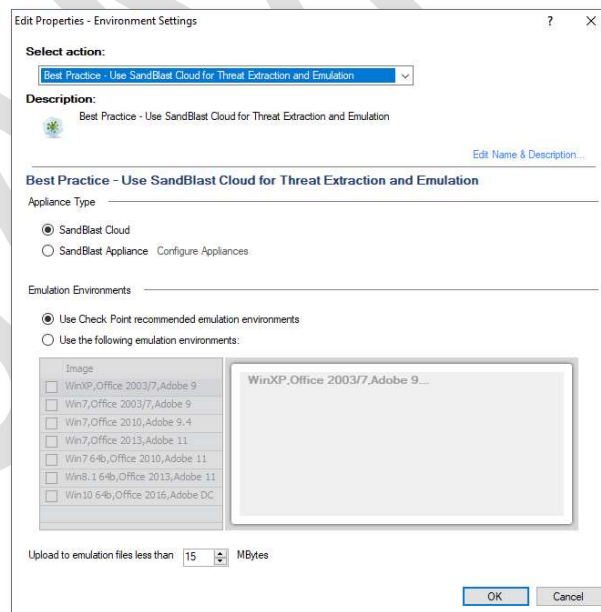 Edit Properties - Environment Settings
? X
Select action:
Best Practice - Use SandBlast Cloud for Threat Extraction and Emulation
Description:
Best Practice - Use SandBlast Cloud for Threat Extraction and Emulation
Edit Name & Description...
Best Practice - Use SandBlast Cloud for Threat Extraction and Emulation
Appliance Type
SandBlast Cloud
SandBlast Appliance Configure Appliances
Emulation Environments
Use Check Point recommended emulation environments
Use the following emulation environments:
Image
WinXP,Office 2003/7,Adobe 9
Win7,Office 2003/7,Adobe 9
Win7,Office 2010,Adobe 9.4
Win7,Office 2013,Adobe 11
Win7 64b,Office 2010,Adobe 11
Win8.1 64b,Office 2013,Adobe 11
Win10 64b,Office 2016,Adobe DC
WinXP,Office 2003/7,Adobe 9...
Upload to emulation files less than 15 MBytes
OK Cancel